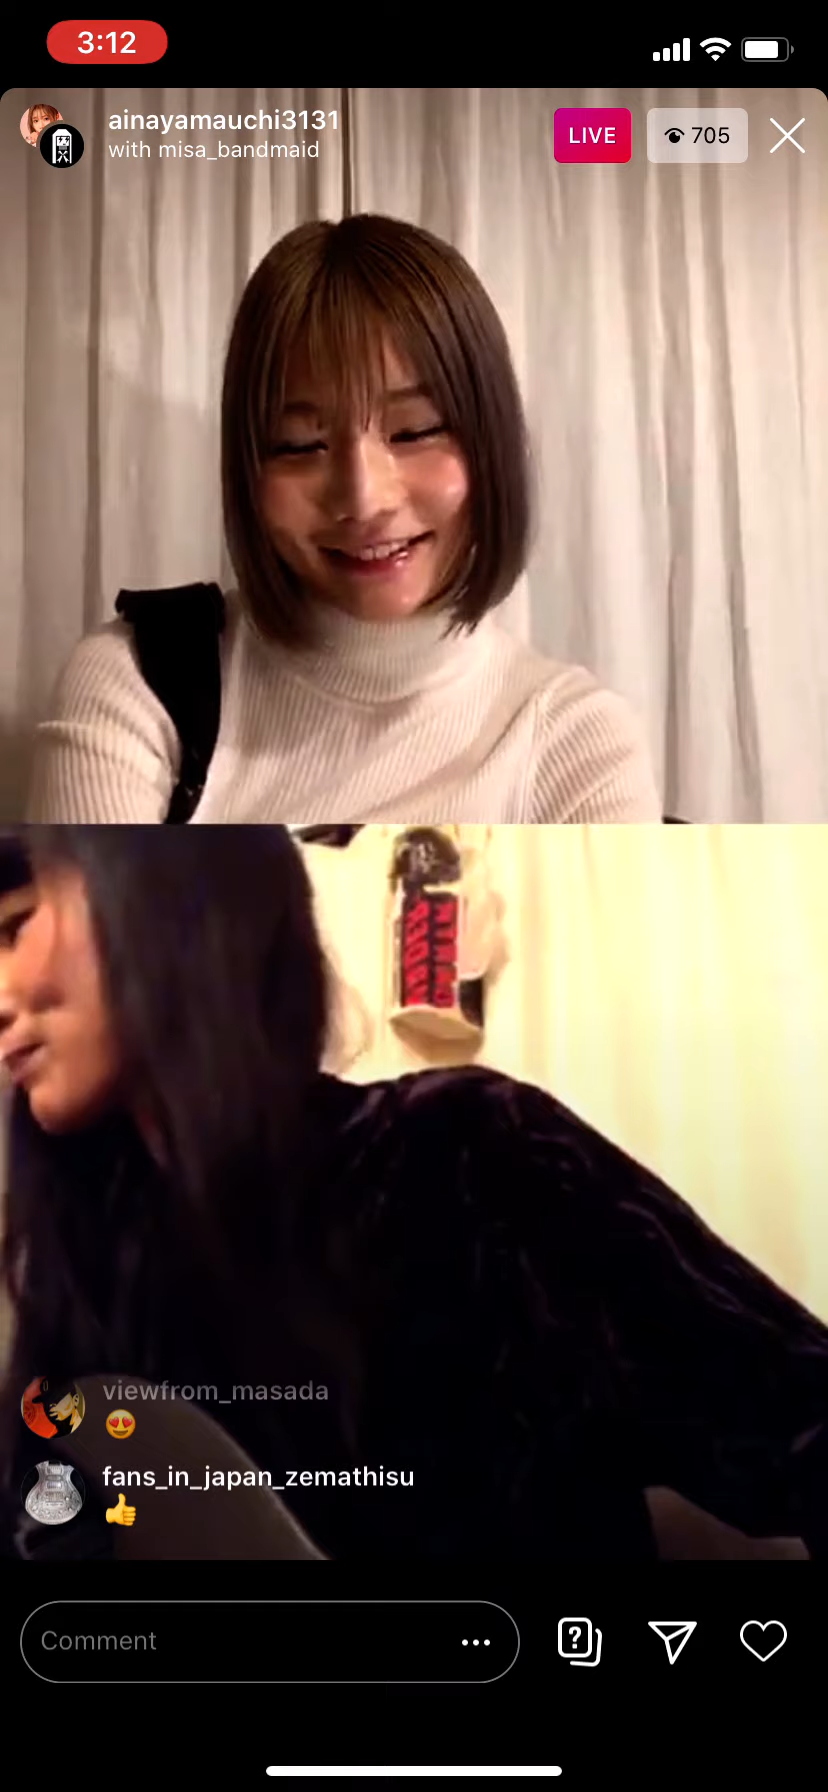 3:12
ainayamauchi3131
with misa_bandmaid
LIVE
705
viewfrom_masada
fans_in_japan_zemathisu
Comment